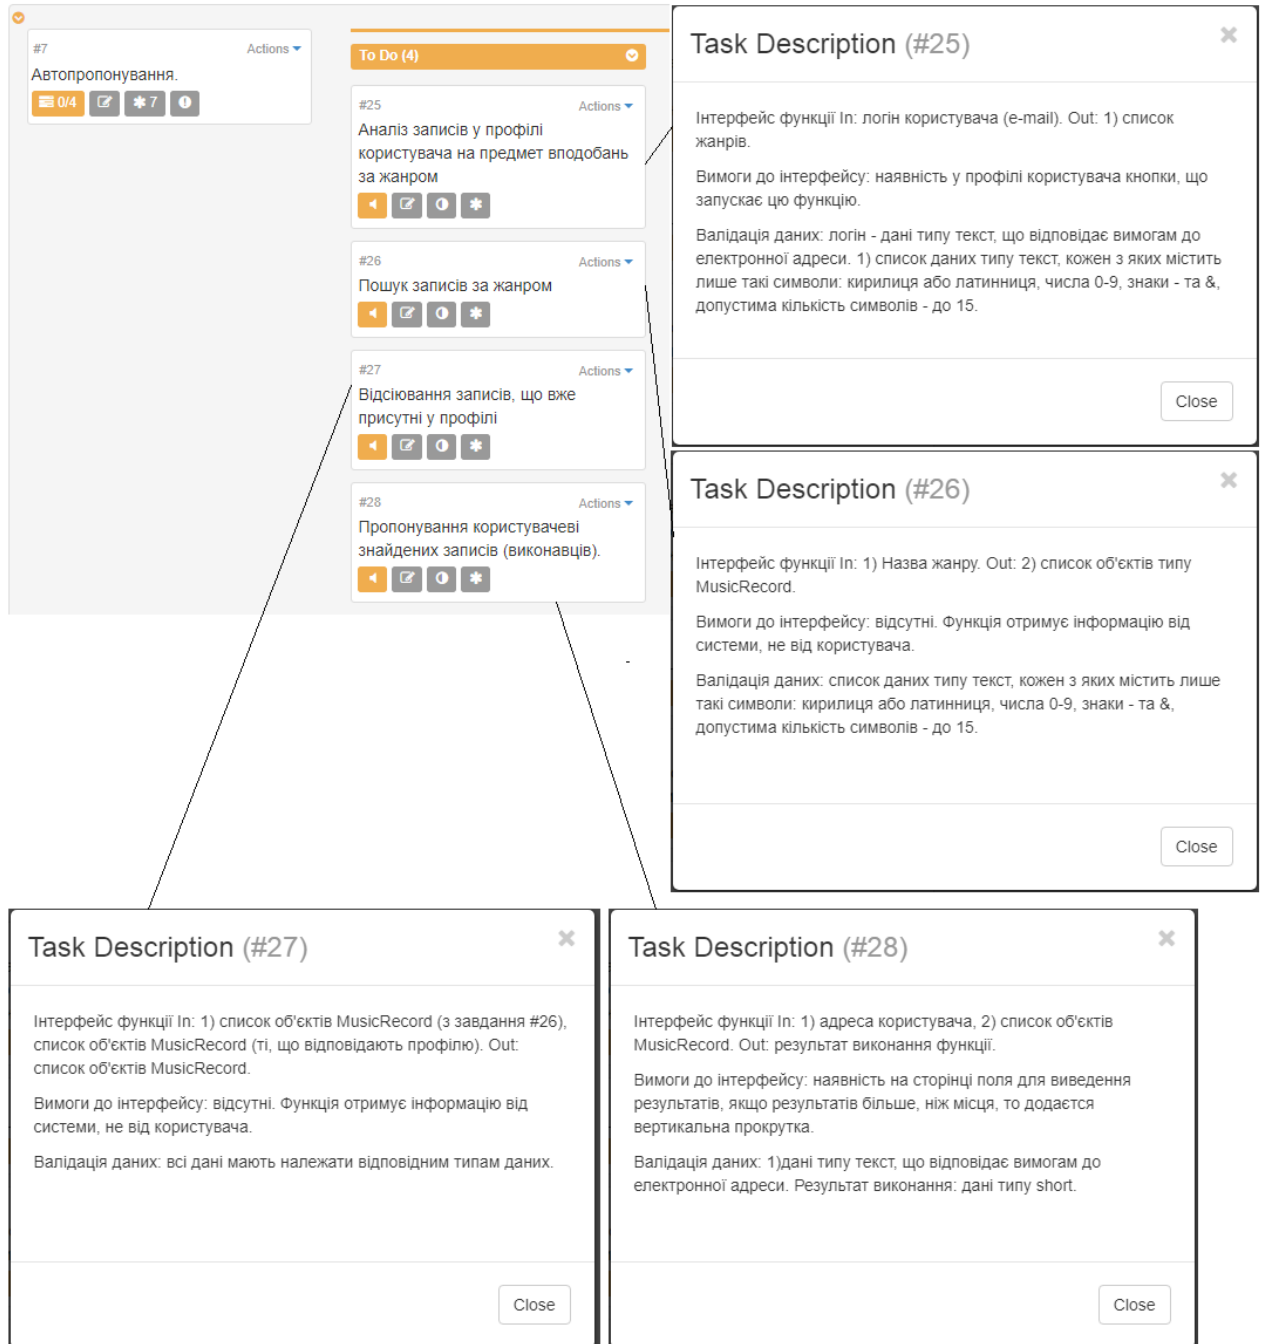 #7 Actions
Автопропонування.
0/4 7
To Do (4)
#25 Actions
Аналіз записів у профілі
користувача на предмет вподобань
за жанром
#26 Actions
Пошук записів за жанром
#27 Actions
Відсіювання записів, що вже
присутні у профілі
#28 Actions
Пропонування користувачеві
знайдених записів (виконавців).
Task Description (#25)
Інтерфейс функції In: логін користувача (e-mail). Out: 1) список
жанрів.
Вимоги до інтерфейсу: наявність у профілі користувача кнопки, що
запускає цю функцію.
Валідація даних: логін - дані типу текст, що відповідає вимогам до
електронної адреси. 1) список даних типу текст, кожен з яких містить
лише такі символи: кирилиця або латинниця, числа 0-9, знаки - та &,
допустима кількість символів - до 15.
Close
Task Description (#26)
Інтерфейс функції In: 1) Назва жанру. Out: 2) список об'єктів типу
MusicRecord.
Вимоги до інтерфейсу: відсутні. Функція отримує інформацію від
системи, не від користувача.
Валідація даних: список даних типу текст, кожен з яких містить лише
такі символи: кирилиця або латинниця, числа 0-9, знаки - та &,
допустима кількість символів - до 15.
Close
Task Description (#27)
Інтерфейс функції In: 1) список об'єктів MusicRecord (з завдання #26),
список об'єктів MusicRecord (ті, що відповідають профілю). Out:
список об'єктів MusicRecord.
Вимоги до інтерфейсу: відсутні. Функція отримує інформацію від
системи, не від користувача.
Валідація даних: всі дані мають належати відповідним типам даних.
Close
Task Description (#28)
Інтерфейс функції In: 1) адреса користувача, 2) список об'єктів
MusicRecord. Out: результат виконання функції.
Вимоги до інтерфейсу: наявність на сторінці поля для виведення
результатів, якщо результатів більше, ніж місця, то додаєтся
вертикальна прокрутка.
Валідація даних: 1)дані типу текст, що відповідає вимогам до
електронної адреси. Результат виконання: дані типу short.
Close